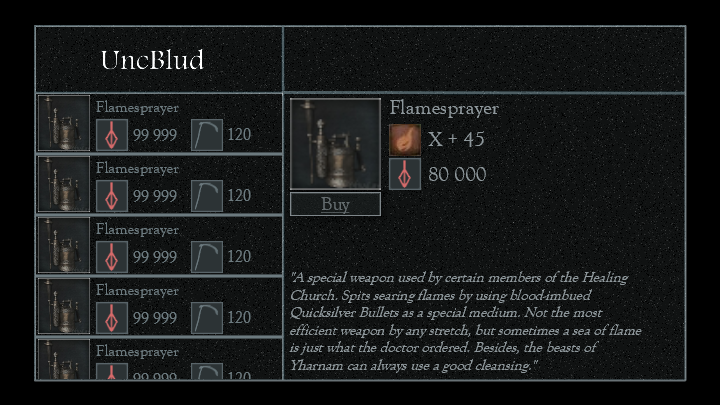 UncBlud
Flamesprayer
99 999 120
Flamesprayer
99 999 120
Flamesprayer
99 999 120
Flamesprayer
99 999 120
Flamesprayer
99 999 120
Flamesprayer
X + 45
80 000
Buy
"A special weapon used by certain members of the Healing
Church. Spits searing flames by using blood-imbued
Quicksilver Bullets as a special medium. Not the most
efficient weapon by any stretch, but sometimes a sea of flame
is just what the doctor ordered. Besides, the beasts of
Yharnam can always use a good cleansing."